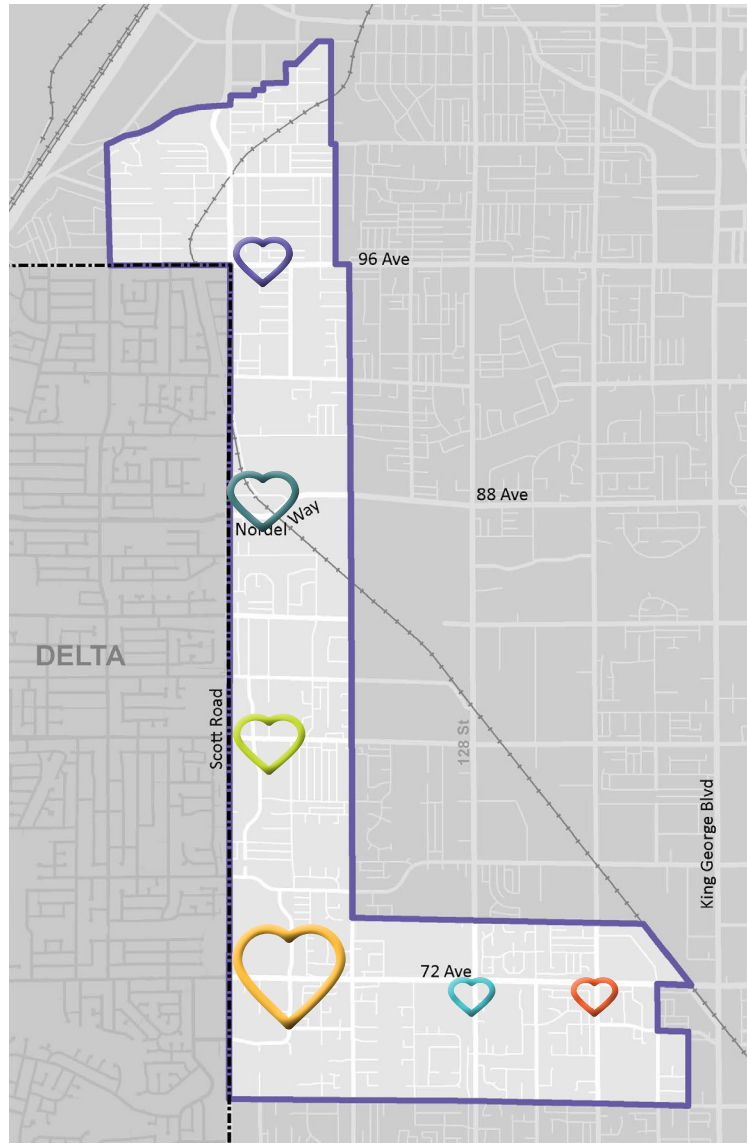 96 Ave
88 Ave
Nordel Way
DELTA
Scott Road
128 St
King George Blvd
72 Ave